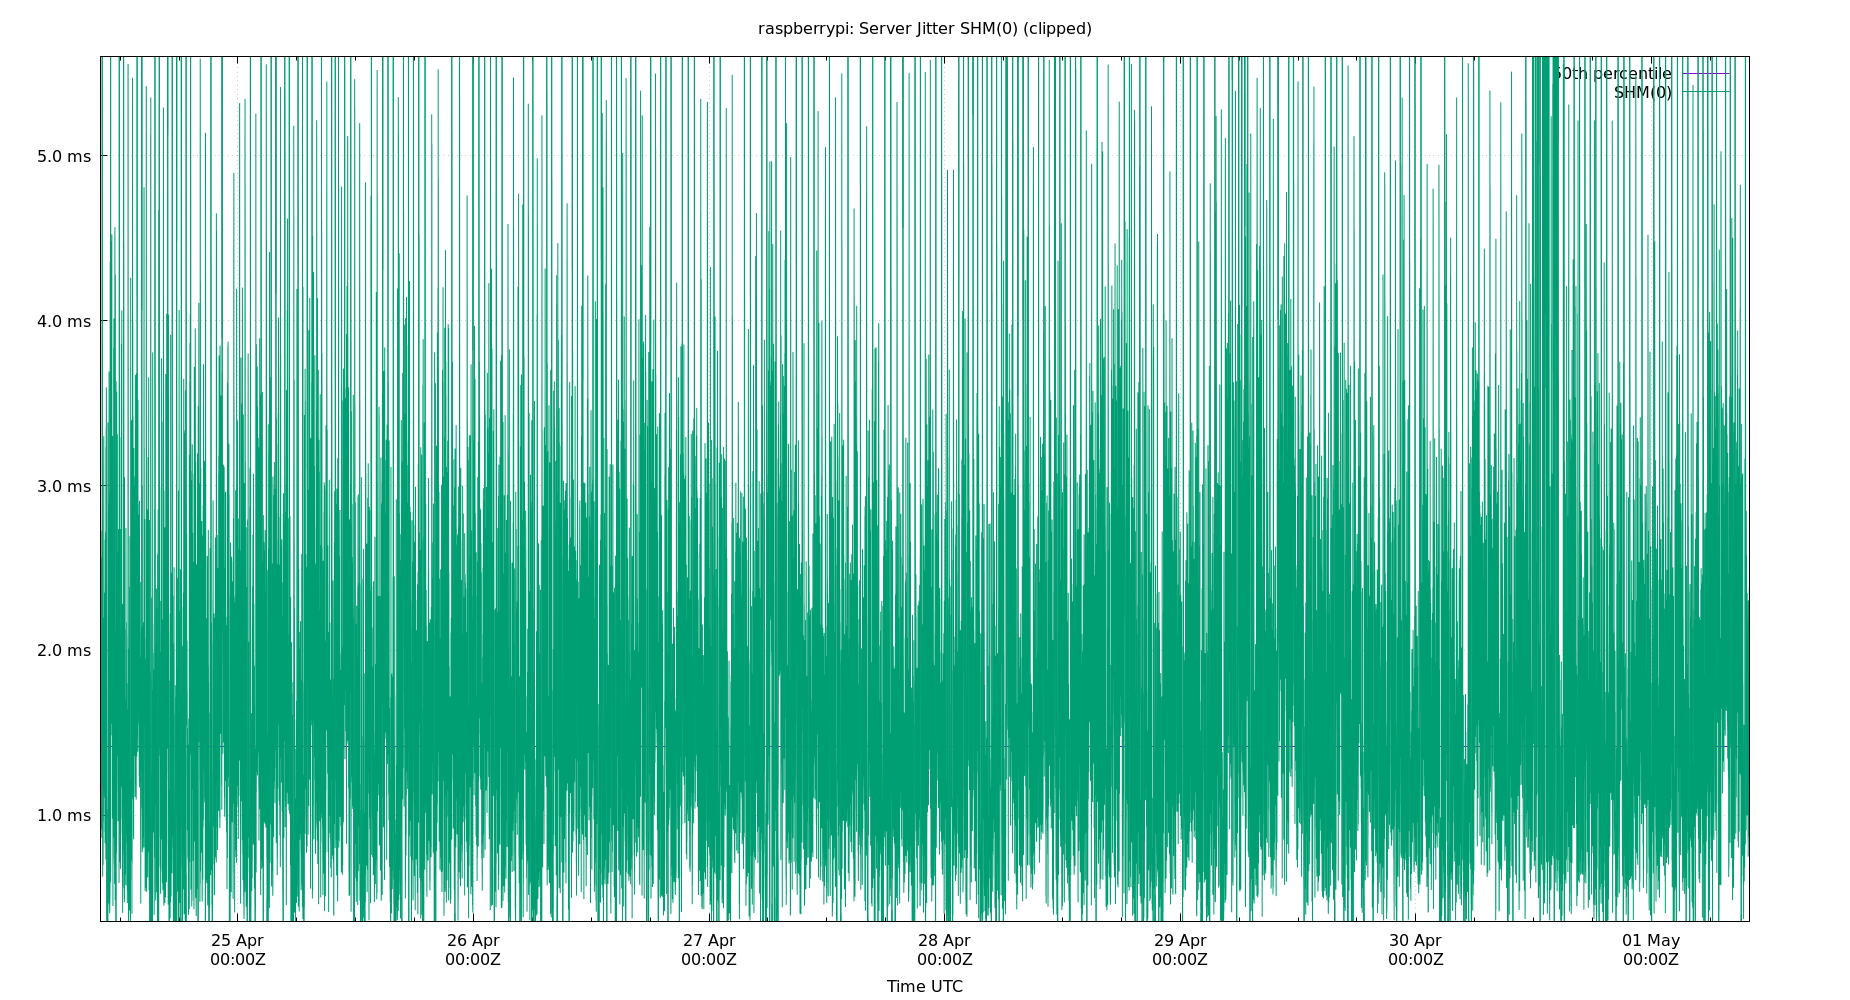 raspberrypi: Server Jitter SHM(0) (clipped)
50th percentile
SHM(0)
5.0 ms
4.0 ms
3.0 ms
2.0 ms
1.0 ms
25 Apr 26 Apr 27 Apr 28 Apr 29 Apr 30 Apr 01 May
00:00Z 00:00Z 00:00Z 00:00Z 00:00Z 00:00Z 00:00Z
Time UTC